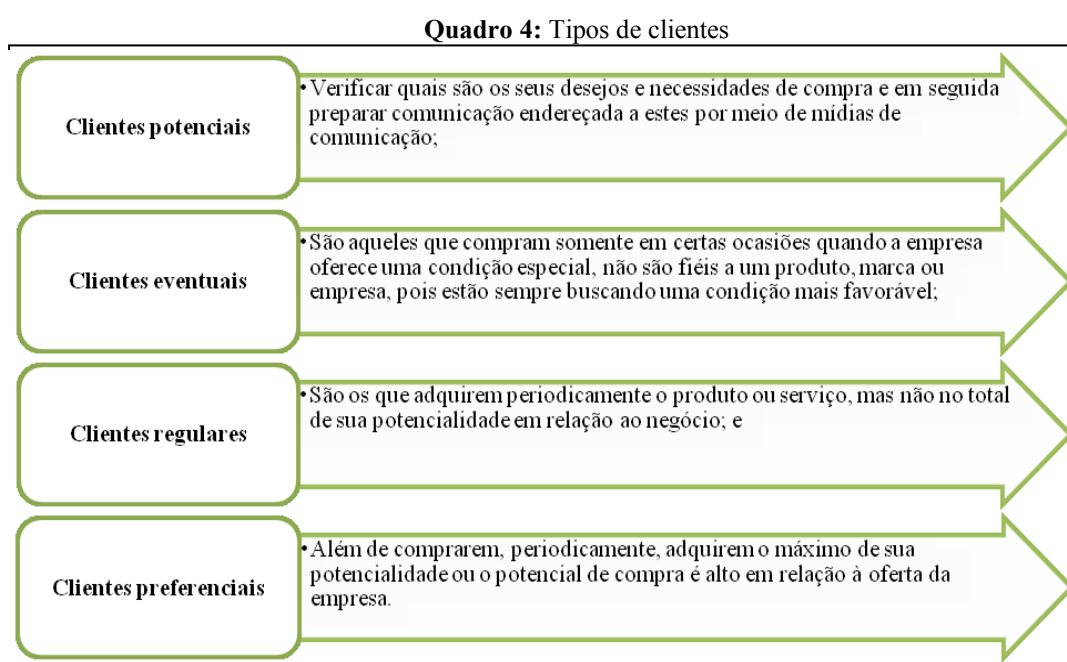 Quadro 4: Tipos de clientes
Clientes potenciais
•Verificar quais são os seus desejos e necessidades de compra e em seguida
preparar comunicação endereçada a estes por meio de mídias de
comunicação;
Clientes eventuais
•São aqueles que compram somente em certas ocasiões quando a empresa
oferece uma condição especial, não são fiéis a um produto, marca ou
empresa, pois estão sempre buscando uma condição mais favorável;
Clientes regulares
•São os que adquirem periodicamente o produto ou serviço, mas não no total
de sua potencialidade em relação ao negócio; e
Clientes preferenciais
•Além de comprarem, periodicamente, adquirem o máximo de sua
potencialidade ou o potencial de compra é alto em relação à oferta da
empresa.